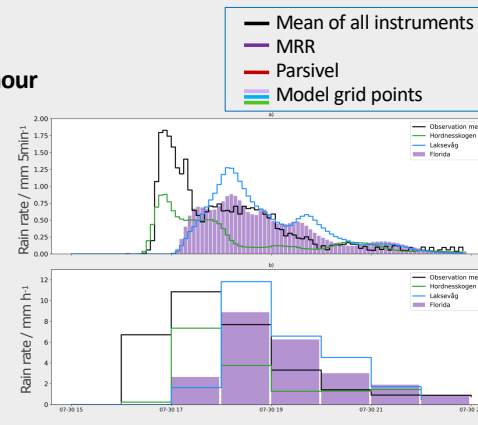 Mean of all instruments
MRR
Parsivel
Model grid points
our
a)
Rain rate / mm 5min-1
2.00
1.75
1.50
1.25
1.00
0.75
0.50
0.25
0.00
Observation me
Hordnesskogen
Laksevåg
Florida
b)
Rain rate / mm h-1
12
10
8
6
4
2
0
Observation me
Hordnesskogen
Laksevåg
Florida
07-30 15
07-30 17
07-30 19
07-30 21
07-30 2